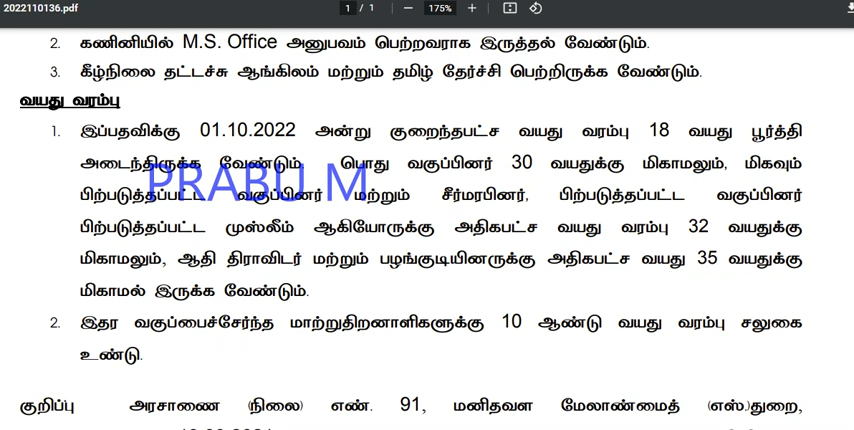 2022110136.pdf 1 / 1 175%
2. கணினியில் M.S. Office அனுபவம் பெற்றவராக இருத்தல் வேண்டும்.
3. கீழ்நிலை தட்டச்சு ஆங்கிலம் மற்றும் தமிழ் தேர்ச்சி பெற்றிருக்க வேண்டும்.
வயது வரம்பு
1. இப்பதவிக்கு 01.10.2022 அன்று குறைந்தபட்ச வயது வரம்பு 18 வயது பூர்த்தி
அடைந்திருக்க வேண்டும். பொது வகுப்பினர் 30 வயதுக்கு மிகாமலும், மிகவும்
PRABU M
பிற்படுத்தப்பட்ட வகுப்பினர் மற்றும் சீர்மரபினர், பிற்படுத்தப்பட்ட வகுப்பினர்
பிற்படுத்தப்பட்ட முஸ்லீம் ஆகியோருக்கு அதிகபட்ச வயது வரம்பு 32 வயதுக்கு
மிகாமலும், ஆதி திராவிடர் மற்றும் பழங்குடியினருக்கு அதிகபட்ச வயது 35 வயதுக்கு
மிகாமல் இருக்க வேண்டும்.
2. இதர வகுப்பைச்சேர்ந்த மாற்றுதிறனாளிகளுக்கு 10 ஆண்டு வயது வரம்பு சலுகை
உண்டு.
குறிப்பு அரசாணை (நிலை) எண். 91, மனிதவள மேலாண்மைத் (எஸ்.)துறை,